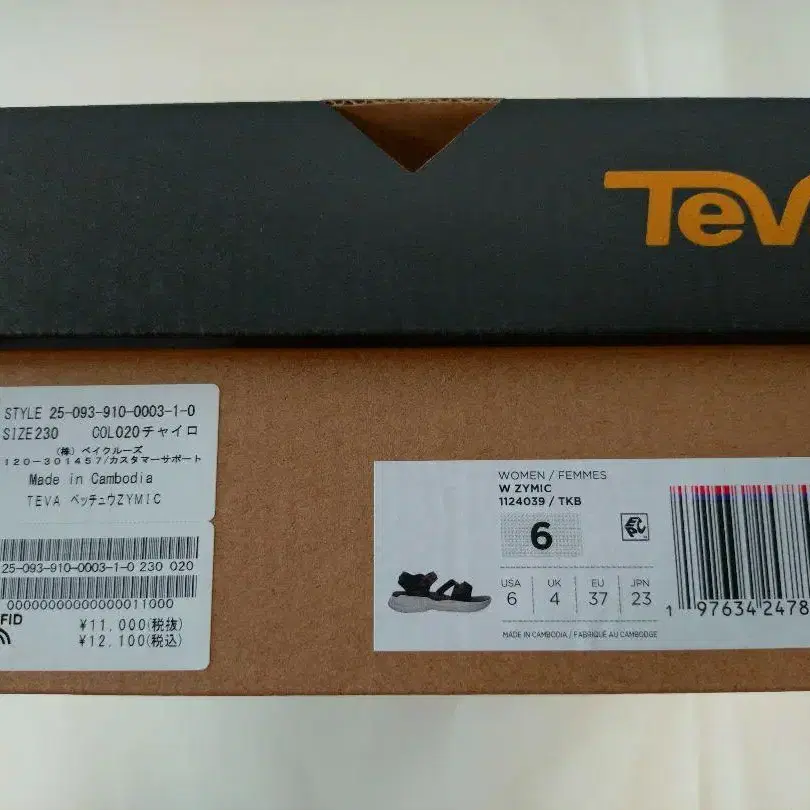 TeV
STYLE 25-093-910-0003-1-0
SIZE230 COL020チャイロ
(株) ベイクルーズ
120-301457/カスタマーサポート
Made in Cambodia
TEVA ベッチュウZYMIC
25-093-910-0003-1-0 230 020
00000000000000011000
FID
¥11,000(税抜)
¥12,100(税込)
WOMEN / FEMMES
W ZYMIC
1124039 / TKB
6
USA UK EU JPN
6 4 37 23
MADE IN CAMBODIA / FABRIQUÉ AU CAMBODGE
1 97634 2478